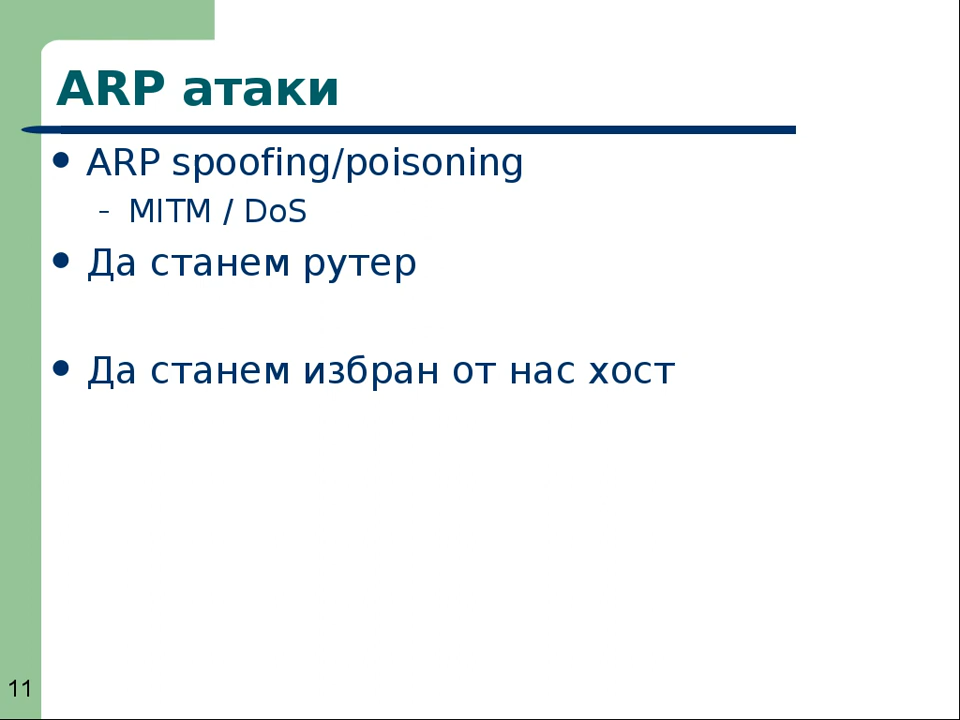 ARP атаки
ARP spoofing/poisoning
– MITM / DoS
Да станем рутер
Да станем избран от нас хост
11